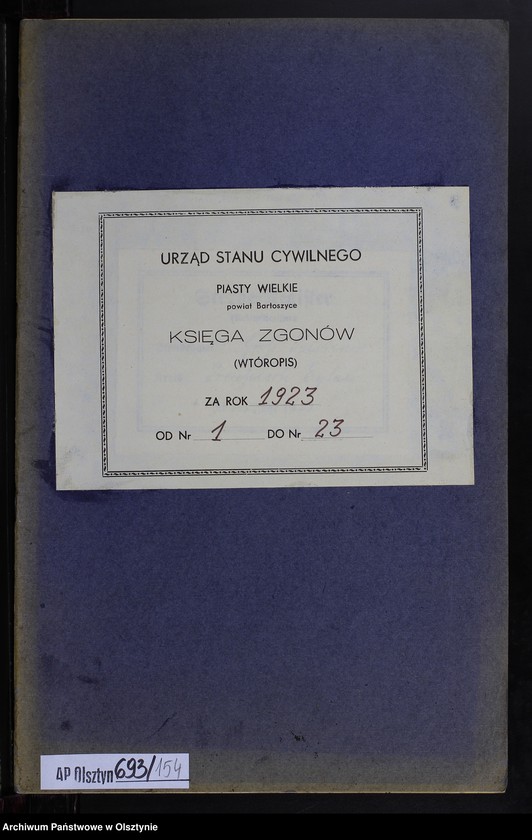 URZĄD STANU CYWILNEGO
PIASTY WIELKIE
powiat Bartoszyce
KSIĘGA ZGONÓW
(WTÓROPIS)
ZA ROK 1923
OD Nr 1 DO Nr 23
AP Olsztyn 693/154
Archiwum Państwowe w Olsztynie